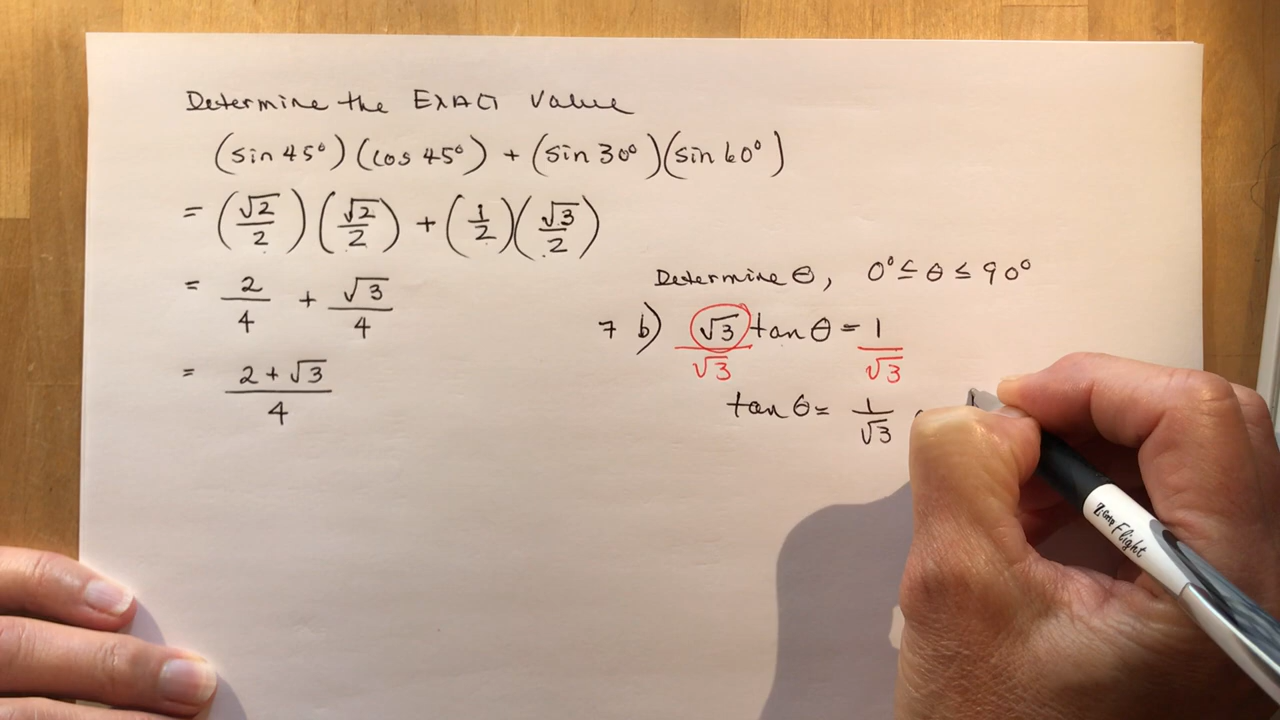 Determine the EXACT Value
(sin 45°)(cos 45°) + (sin 30°)(sin 60°)
= (√2/2)(√2/2) + (1/2)(√3/2)
= 2/4 + √3/4
= 2+√3/4
Determine θ, 0° ≤ θ ≤ 90°
7 b) √3 tan θ = 1
√3 √3
tan θ = 1/√3
Z-Grip Flight